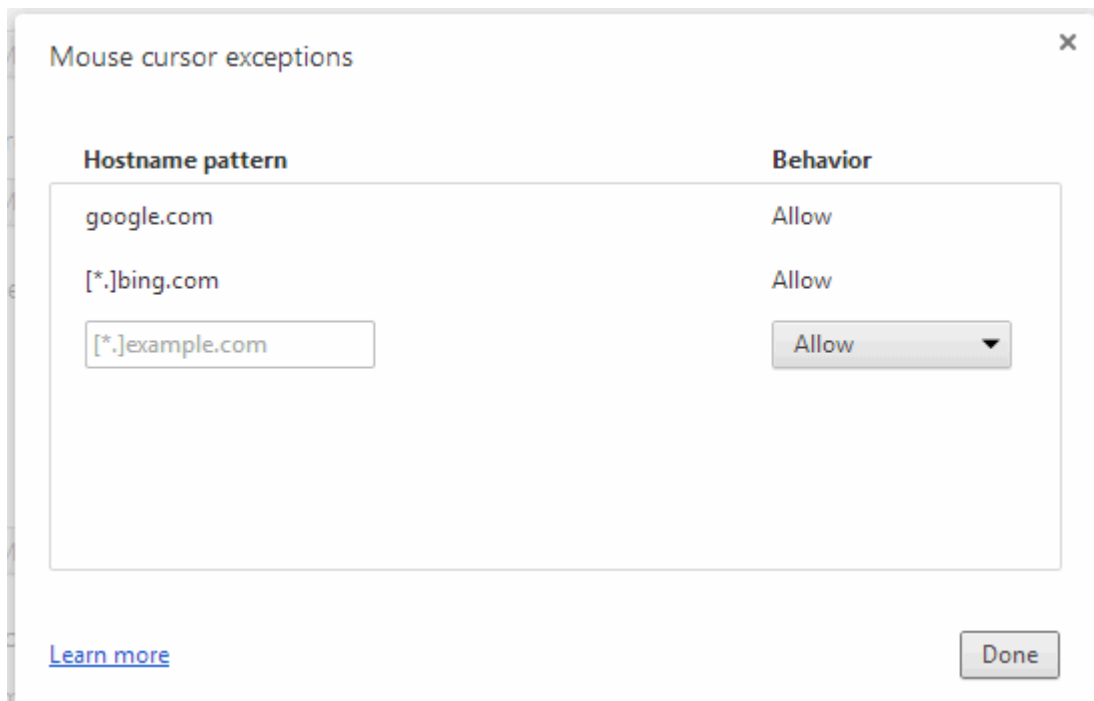 Mouse cursor exceptions
Hostname pattern Behavior
google.com Allow
[*.]bing.com Allow
[*.]example.com Allow
Learn more Done